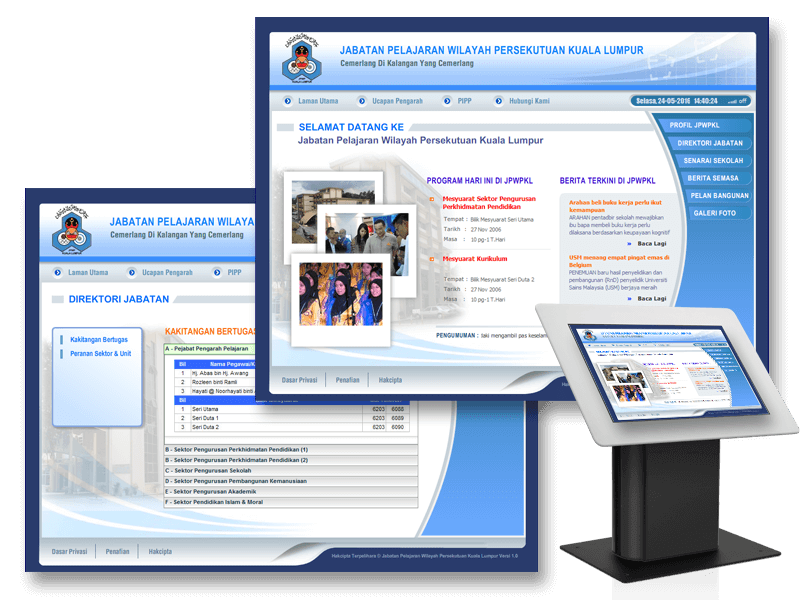 JABATAN PELAJARAN WILAYAH PERSEKUTUAN KUALA LUMPUR
Cemerlang Di Kalangan Yang Cemerlang
Laman Utama
Ucapan Pengarah
PIPP
Hubungi Kami
Selasa,24-05-2016 14:40:24
off
SELAMAT DATANG KE
Jabatan Pelajaran Wilayah Persekutuan Kuala Lumpur
PROFIL JPWPKL
DIREKTORI JABATAN
SENARAI SEKOLAH
BERITA SEMASA
PELAN BANGUNAN
GALERI FOTO
PROGRAM HARI INI DI JPWPKL
Mesyuarat Sektor Pengurusan
Perkhidmatan Pendidikan
Tempat : Bilik Mesyuarat Seri Utama
Tarikh : 27 Nov 2006
Masa : 10 pg-1 T.Hari
Mesyuarat Kurikulum
Tempat : Bilik Mesyuarat Seri Duta 2
Tarikh : 27 Nov 2006
Masa : 10 pg-1 T.Hari
BERITA TERKINI DI JPWPKL
Arahan beli buku kerja perlu ikut
kemampuan
ARAHAN pentadbir sekolah mewajibkan
ibu bapa membeli buku kerja perlu
dilaksana berdasarkan keupayaan kognitif
» Baca Lagi
USM menang empat pingat emas di
Belgium
PENEMUAN baru hasil penyelidikan dan
pembangunan (RnD) penyelidik Universiti
Sains Malaysia (USM) berjaya meraih
» Baca Lagi
PENGUMUMAN : taki mengambil pas keselam
Dasar Privasi
Penafian
Hakcipta
JABATAN PELAJARAN WILAYA
Cemerlang Di Kalangan Yang Cemerlang
Laman Utama
Ucapan Pengarah
PIPP
DIREKTORI JABATAN
Kakitangan Bertugas
Peranan Sektor & Unit
KAKITANGAN BERTUGAS
A - Pejabat Pengarah Pelajaran
Bil Nama Pegawai/K
1 Hj. Abas bin Hj. Awang
2 Rozleen binti Ramli
3 Hayati @ Noorhayati binti
Bil
1 Seri Utama 6203 6088
2 Seri Duta 1 6203 6089
3 Seri Duta 2 6203 6090
B - Sektor Pengurusan Perkhidmatan Pendidikan (1)
B - Sektor Pengurusan Perkhidmatan Pendidikan (2)
C - Sektor Pengurusan Sekolah
D - Sektor Pengurusan Pembangunan Kemanusiaan
E - Sektor Pengurusan Akademik
F - Sektor Pendidikan Islam & Moral
Dasar Privasi
Penafian
Hakcipta
Hakcipta Terpelihara © Jabatan Pelajaran Wilayah Persekutuan Kuala Lumpur Versi 1.0